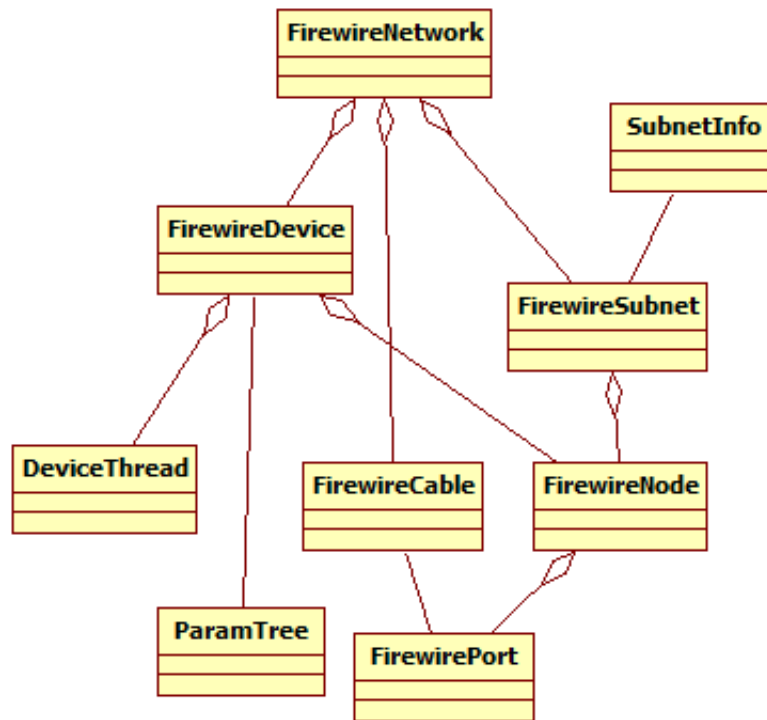 FirewireNetwork
SubnetInfo
FirewireDevice
FirewireSubnet
DeviceThread
FirewireCable
FirewireNode
ParamTree
FirewirePort